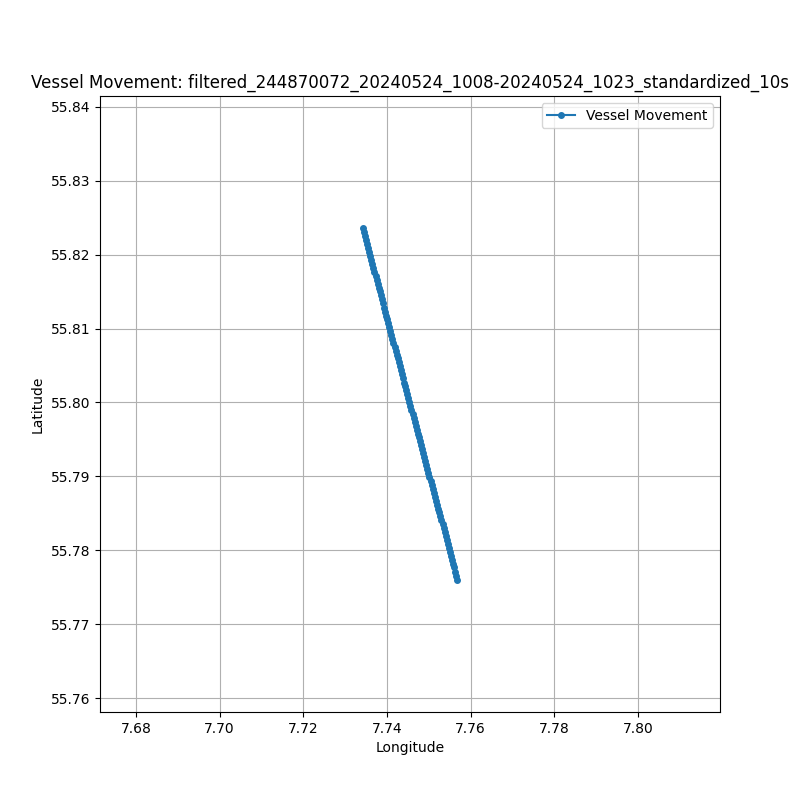 Vessel Movement: filtered_244870072_20240524_1008-20240524_1023_standardized_10s
Vessel Movement
55.84
55.83
55.82
55.81
55.80
55.79
55.78
55.77
55.76
Latitude
7.68 7.70 7.72 7.74 7.76 7.78 7.80
Longitude